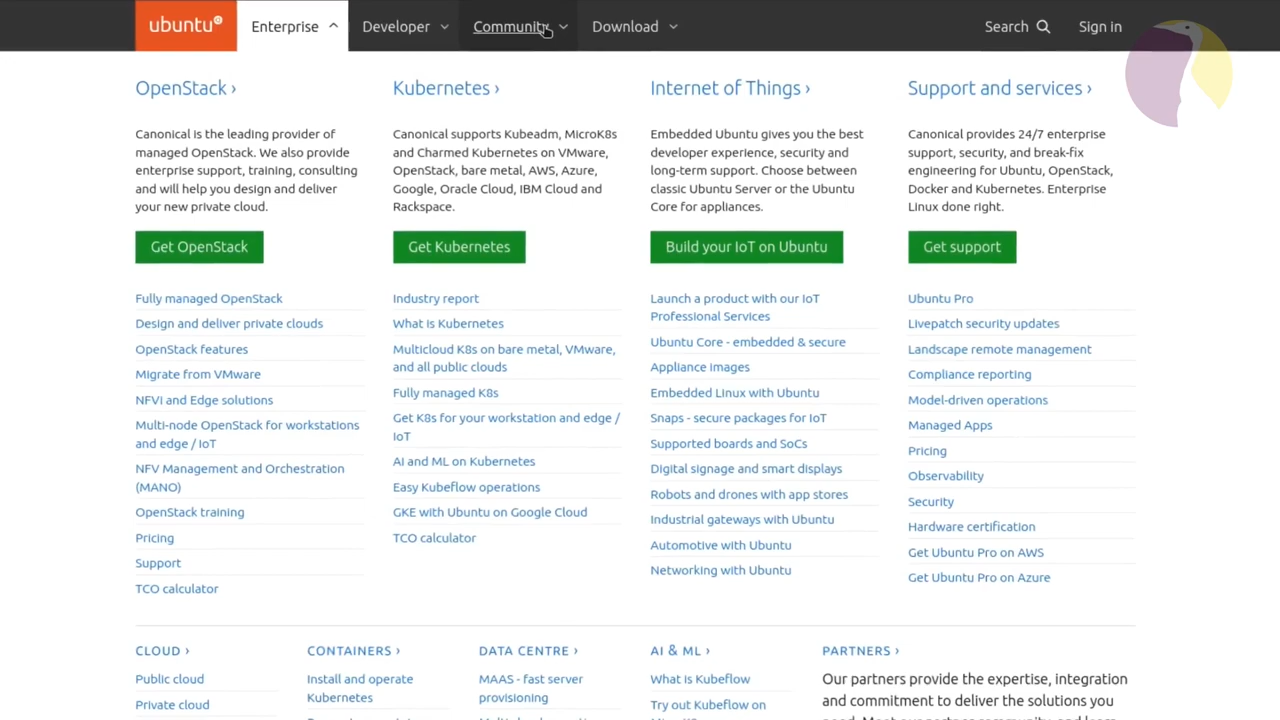 ubuntu
Enterprise
Developer
Community
Download
Search
Sign in
OpenStack ›
Canonical is the leading provider of
managed OpenStack. We also provide
enterprise support, training, consulting
and will help you design and deliver
your new private cloud.
Get OpenStack
Fully managed OpenStack
Design and deliver private clouds
OpenStack features
Migrate from VMware
NFVI and Edge solutions
Multi-node OpenStack for workstations
and edge / IoT
NFV Management and Orchestration
(MANO)
OpenStack training
Pricing
Support
TCO calculator
Kubernetes ›
Canonical supports Kubeadm, MicroK8s
and Charmed Kubernetes on VMware,
OpenStack, bare metal, AWS, Azure,
Google, Oracle Cloud, IBM Cloud and
Rackspace.
Get Kubernetes
Industry report
What is Kubernetes
Multicloud K8s on bare metal, VMware,
and all public clouds
Fully managed K8s
Get K8s for your workstation and edge /
IoT
AI and ML on Kubernetes
Easy Kubeflow operations
GKE with Ubuntu on Google Cloud
TCO calculator
Internet of Things ›
Embedded Ubuntu gives you the best
developer experience, security and
long-term support. Choose between
classic Ubuntu Server or the Ubuntu
Core for appliances.
Build your IoT on Ubuntu
Launch a product with our IoT
Professional Services
Ubuntu Core - embedded & secure
Appliance images
Embedded Linux with Ubuntu
Snaps - secure packages for IoT
Supported boards and SoCs
Digital signage and smart displays
Robots and drones with app stores
Industrial gateways with Ubuntu
Automotive with Ubuntu
Networking with Ubuntu
Support and services ›
Canonical provides 24/7 enterprise
support, security, and break-fix
engineering for Ubuntu, OpenStack,
Docker and Kubernetes. Enterprise
Linux done right.
Get support
Ubuntu Pro
Livepatch security updates
Landscape remote management
Compliance reporting
Model-driven operations
Managed Apps
Pricing
Observability
Security
Hardware certification
Get Ubuntu Pro on AWS
Get Ubuntu Pro on Azure
CLOUD ›
Public cloud
Private cloud
CONTAINERS ›
Install and operate
Kubernetes
DATA CENTRE ›
MAAS - fast server
provisioning
AI & ML ›
What is Kubeflow
Try out Kubeflow on
PARTNERS ›
Our partners provide the expertise, integration
and commitment to deliver the solutions you